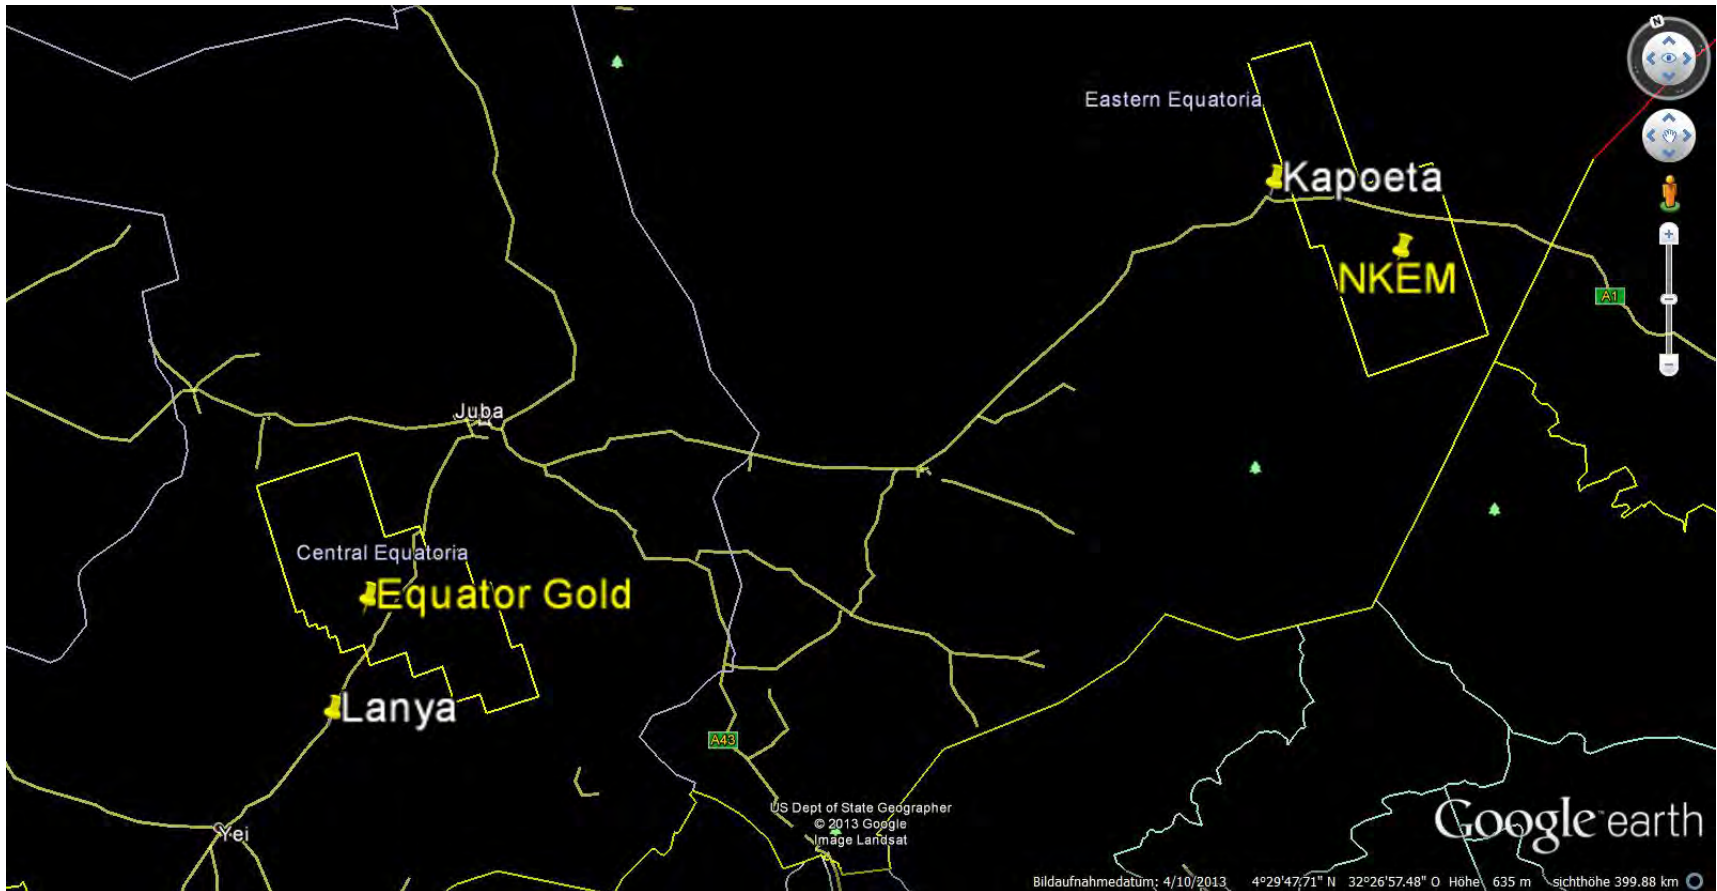 N
Eastern Equatoria
Kapoeta
NKEM
A1
Juba
Central Equatoria
Equator Gold
Lanya
A43
Yei
US Dept of State Geographer
© 2013 Google
Image Landsat
Google earth
Bildaufnahmedatum: 4/10/2013 4°29'47.71" N 32°26'57.48" O Höhe 635 m sichthöhe 399.88 km